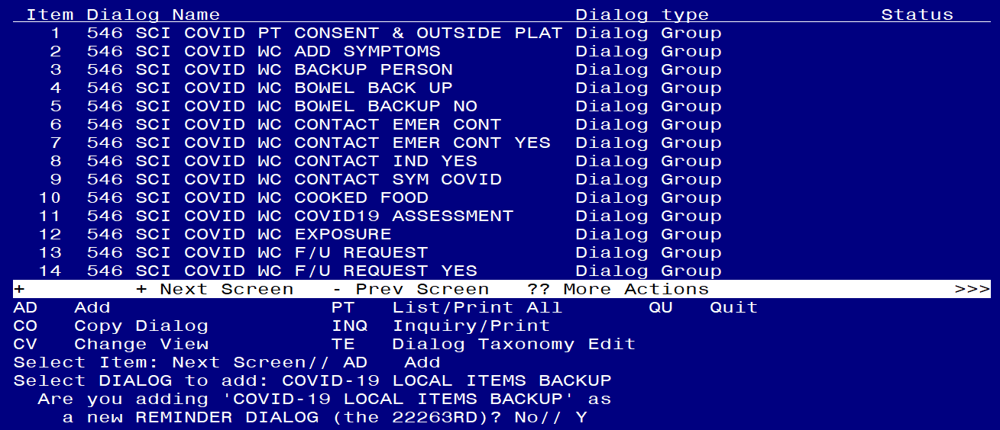 Item Dialog Name Dialog type Status
1 546 SCI COVID PT CONSENT & OUTSIDE PLAT Dialog Group
2 546 SCI COVID WC ADD SYMPTOMS Dialog Group
3 546 SCI COVID WC BACKUP PERSON Dialog Group
4 546 SCI COVID WC BOWEL BACK UP Dialog Group
5 546 SCI COVID WC BOWEL BACKUP NO Dialog Group
6 546 SCI COVID WC CONTACT EMER CONT Dialog Group
7 546 SCI COVID WC CONTACT EMER CONT YES Dialog Group
8 546 SCI COVID WC CONTACT IND YES Dialog Group
9 546 SCI COVID WC CONTACT SYM COVID Dialog Group
10 546 SCI COVID WC COOKED FOOD Dialog Group
11 546 SCI COVID WC COVID19 ASSESSMENT Dialog Group
12 546 SCI COVID WC EXPOSURE Dialog Group
13 546 SCI COVID WC F/U REQUEST Dialog Group
14 546 SCI COVID WC F/U REQUEST YES Dialog Group
+ + Next Screen - Prev Screen ?? More Actions >>>
AD Add PT List/Print All QU Quit
CO Copy Dialog INQ Inquiry/Print
CV Change View TE Dialog Taxonomy Edit
Select Item: Next Screen// AD Add
Select DIALOG to add: COVID-19 LOCAL ITEMS BACKUP
Are you adding 'COVID-19 LOCAL ITEMS BACKUP' as
a new REMINDER DIALOG (the 22263RD)? No// Y